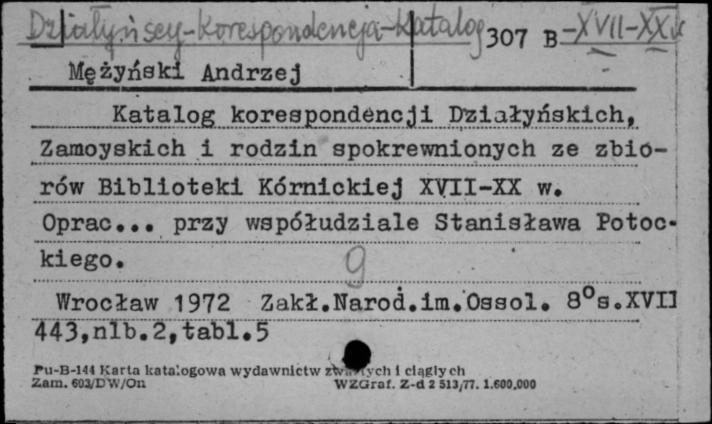 Działyńscy-Korespondencja-Katalog 307 B -XVII-XX w
Mężyński Andrzej
Katalog korespondencji Działyńskich,
Zamoyskich i rodzin spokrewnionych ze zbio-
rów Biblioteki Kórnickiej XVII-XX w.
Oprac... przy współudziale Stanisława Potoc-
kiego.
9
Wrocław 1972 Zakł.Narod.im.Ossol. 8°s.XVII
443,nlb.2,tabl.5
Pu-B-144 Karta katalogowa wydawnictw zwartych i ciągłych
Zam. 603/DW/On WZGraf. Z-d 2 513/77. 1.600.000